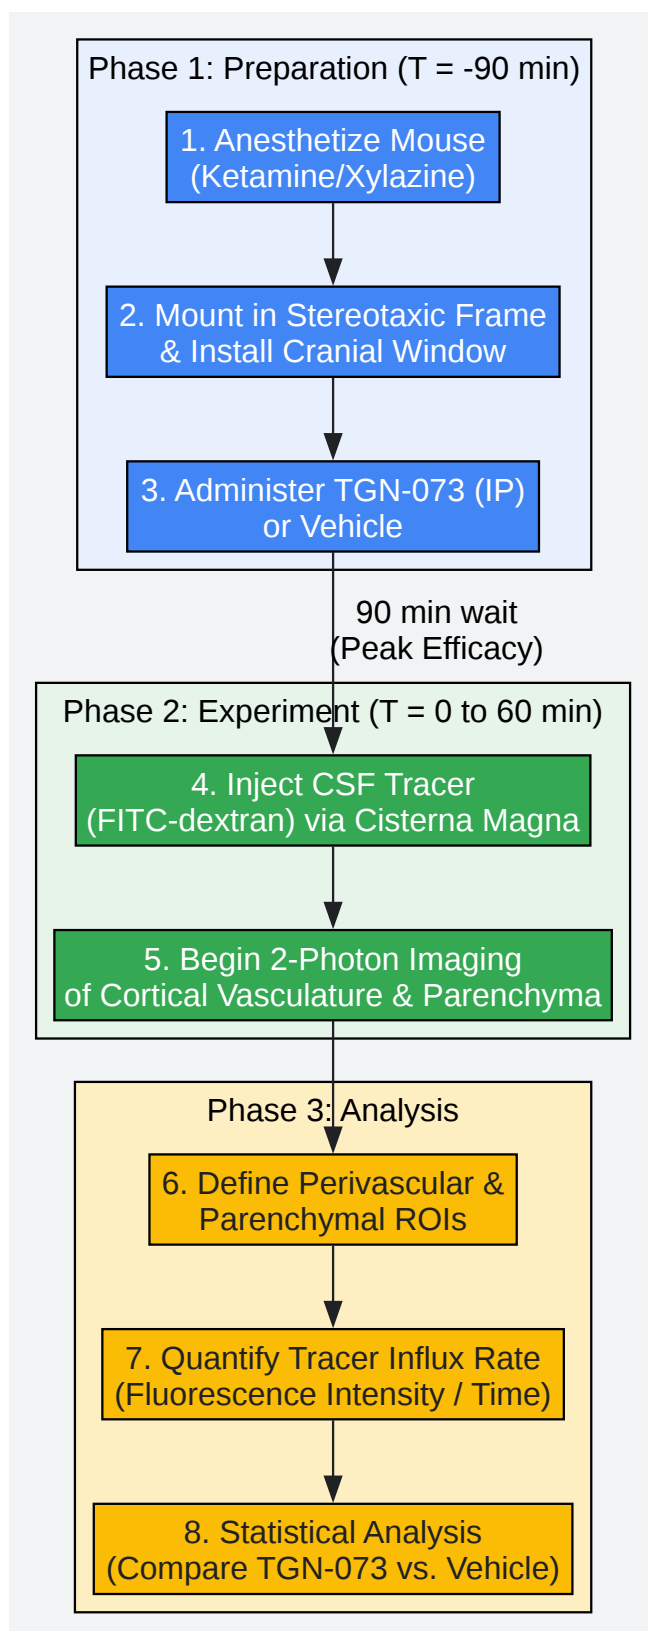 Phase 1: Preparation (T = -90 min)
1. Anesthetize Mouse
(Ketamine/Xylazine)
2. Mount in Stereotaxic Frame
& Install Cranial Window
3. Administer TGN-073 (IP)
or Vehicle
90 min wait
(Peak Efficacy)
Phase 2: Experiment (T = 0 to 60 min)
4. Inject CSF Tracer
(FITC-dextran) via Cisterna Magna
5. Begin 2-Photon Imaging
of Cortical Vasculature & Parenchyma
Phase 3: Analysis
6. Define Perivascular &
Parenchymal ROIs
7. Quantify Tracer Influx Rate
(Fluorescence Intensity / Time)
8. Statistical Analysis
(Compare TGN-073 vs. Vehicle)